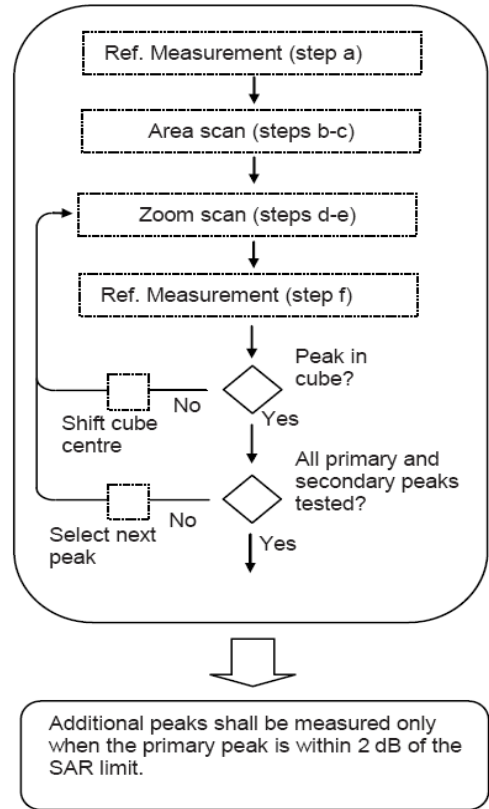 Ref. Measurement (step a)
Area scan (steps b-c)
Zoom scan (steps d-e)
Ref. Measurement (step f)
Peak in
cube?
No
Shift cube
centre
Yes
All primary and
secondary peaks
tested?
No
Select next
peak
Yes
Additional peaks shall be measured only
when the primary peak is within 2 dB of the
SAR limit.